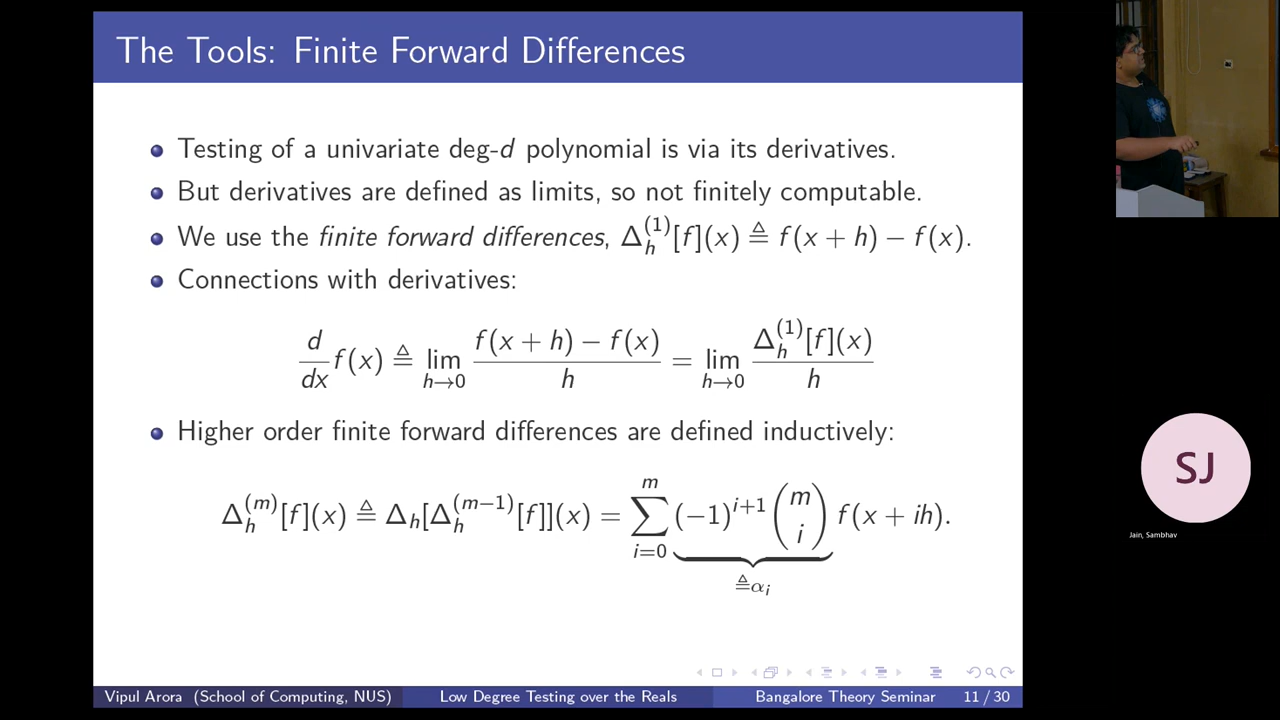 The Tools: Finite Forward Differences
Testing of a univariate deg-d polynomial is via its derivatives.
But derivatives are defined as limits, so not finitely computable.
We use the finite forward differences, Δ_h^{(1)}[f](x) ≜ f(x + h) − f(x).
Connections with derivatives:
d/dx f(x) ≜ lim_{h→0} (f(x + h) − f(x))/h = lim_{h→0} Δ_h^{(1)}[f](x)/h
Higher order finite forward differences are defined inductively:
Δ_h^{(m)}[f](x) ≜ Δ_h[Δ_h^{(m−1)}[f]](x) = ∑_{i=0}^{m} (−1)^{i+1} (m i) f(x + ih).
≜α_i
Vipul Arora (School of Computing, NUS) Low Degree Testing over the Reals Bangalore Theory Seminar 11 / 30
SJ
Jain, Sambhav